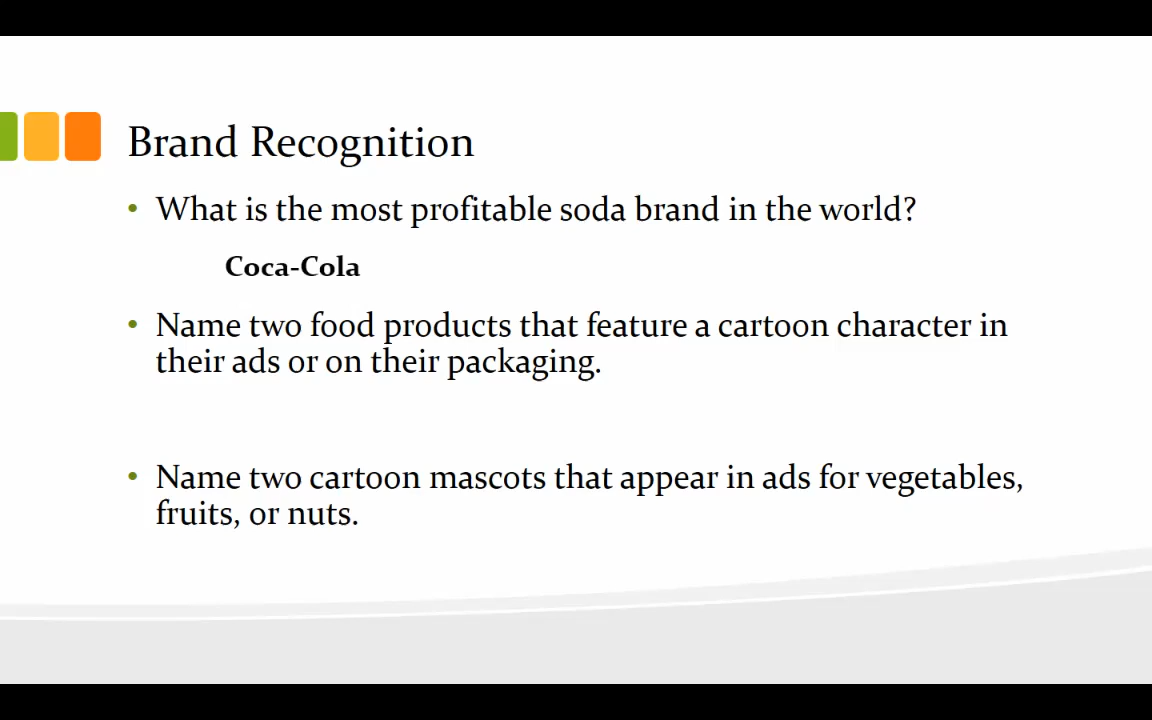 Brand Recognition
• What is the most profitable soda brand in the world?
Coca-Cola
• Name two food products that feature a cartoon character in
their ads or on their packaging.
• Name two cartoon mascots that appear in ads for vegetables,
fruits, or nuts.